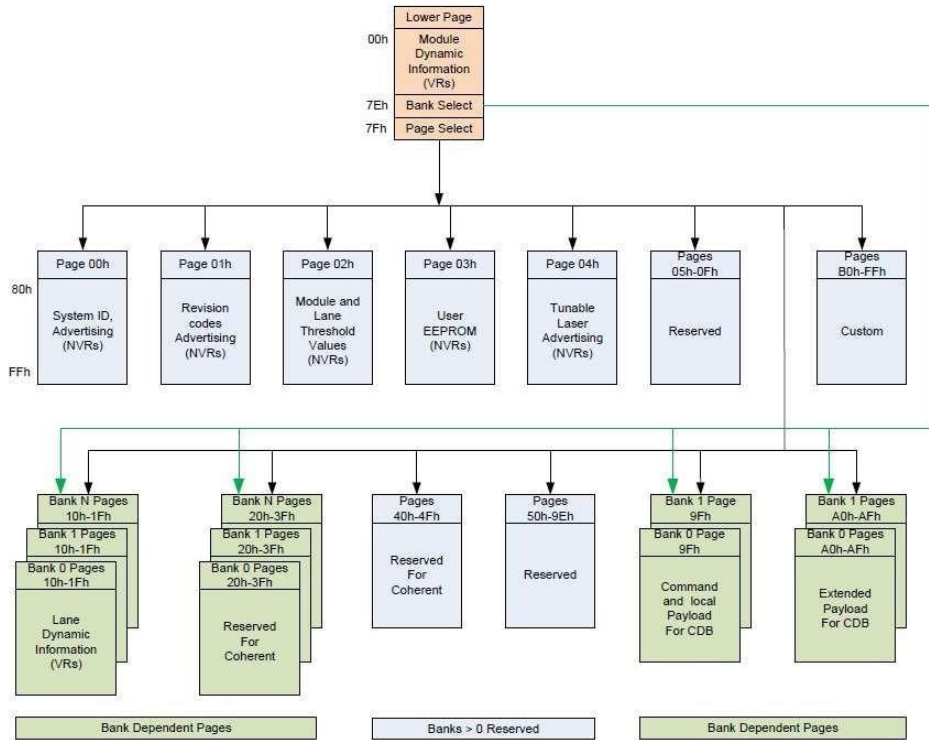 Lower Page
00h
Module
Dynamic
Information
(VRs)
7Eh
Bank Select
7Fh
Page Select
Page 00h
Page 01h
Page 02h
Page 03h
Page 04h
Pages
05h-0Fh
Pages
B0h-FFh
80h
System ID,
Advertising
(NVRs)
FFh
Revision
codes
Advertising
(NVRs)
Module and
Lane
Threshold
Values
(NVRs)
User
EEPROM
(NVRs)
Tunable
Laser
Advertising
(NVRs)
Reserved
Custom
Bank N Pages
10h-1Fh
Bank 1 Pages
10h-1Fh
Bank 0 Pages
10h-1Fh
Lane
Dynamic
Information
(VRs)
Bank N Pages
20h-3Fh
Bank 1 Pages
20h-3Fh
Bank 0 Pages
20h-3Fh
Reserved
For
Coherent
Pages
40h-4Fh
Reserved
For
Coherent
Pages
50h-9Eh
Reserved
Bank 1 Page
9Fh
Bank 0 Page
9Fh
Command
and local
Payload
For CDB
Bank 1 Pages
A0h-AFh
Bank 0 Pages
A0h-AFh
Extended
Payload
For CDB
Bank Dependent Pages
Banks > 0 Reserved
Bank Dependent Pages